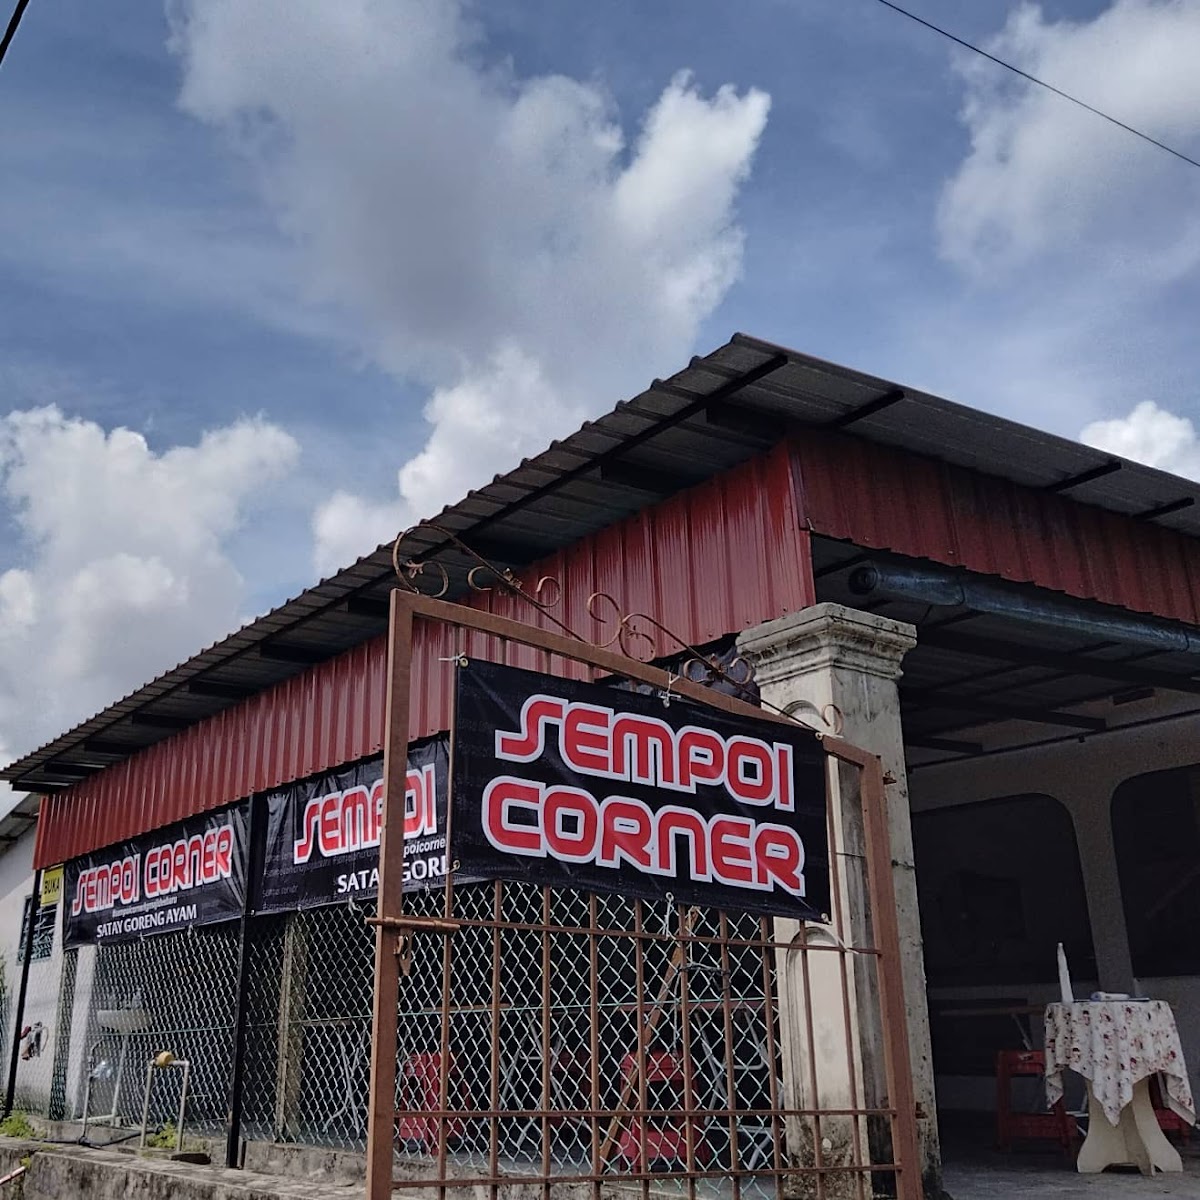 SEMPOI
CORNER
SEMPOI
SATAY GORE
SEMPOI CORNER
SATAY GORENG AYAM
BUKA